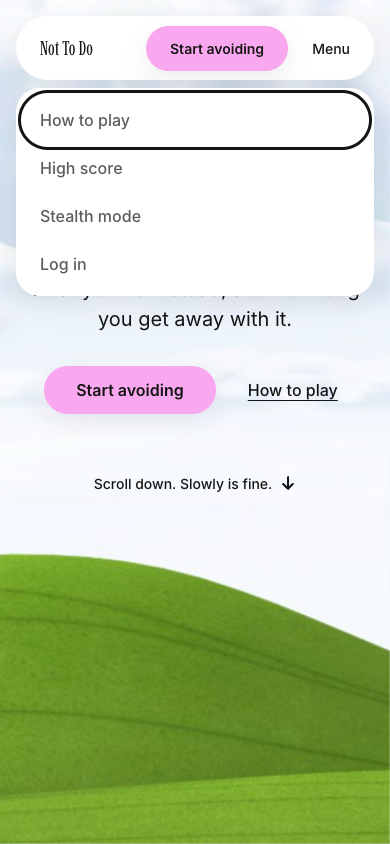 Not To Do
Start avoiding
Menu
How to play
High score
Stealth mode
Log in
you get away with it.
Start avoiding
How to play
Scroll down. Slowly is fine.